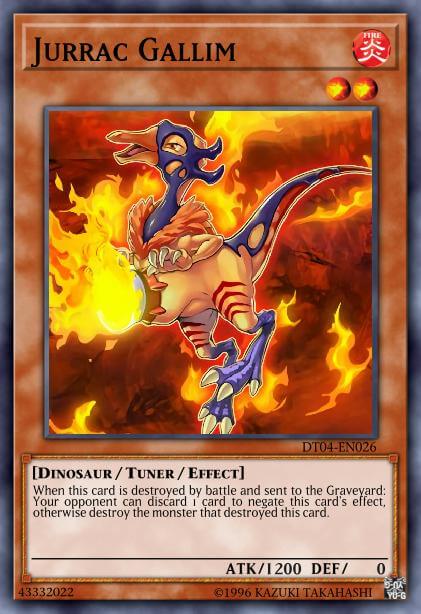 Jurrac Gallim
FIRE
炎
DT04-EN026
[Dinosaur / Tuner / Effect]
When this card is destroyed by battle and sent to the Graveyard:
Your opponent can discard 1 card to negate this card's effect,
otherwise destroy the monster that destroyed this card.
ATK/1200 DEF/ 0
43332022
©1996 KAZUKI TAKAHASHI